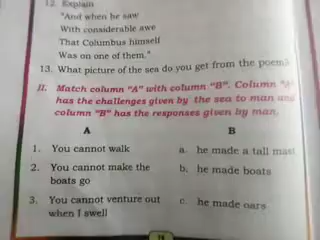 12. Explain
"And when he saw
With considerable awe
That Columbus himself
Was on one of them."
13. What picture of the sea do you get from the poem?
II. Match column "A" with column "B". Column "A"
has the challenges given by the sea to man and
column "B" has the responses given by man.
A B
1. You cannot walk a. he made a tall mast
2. You cannot make the b. he made boats
boats go
3. You cannot venture out c. he made oars
when I swell